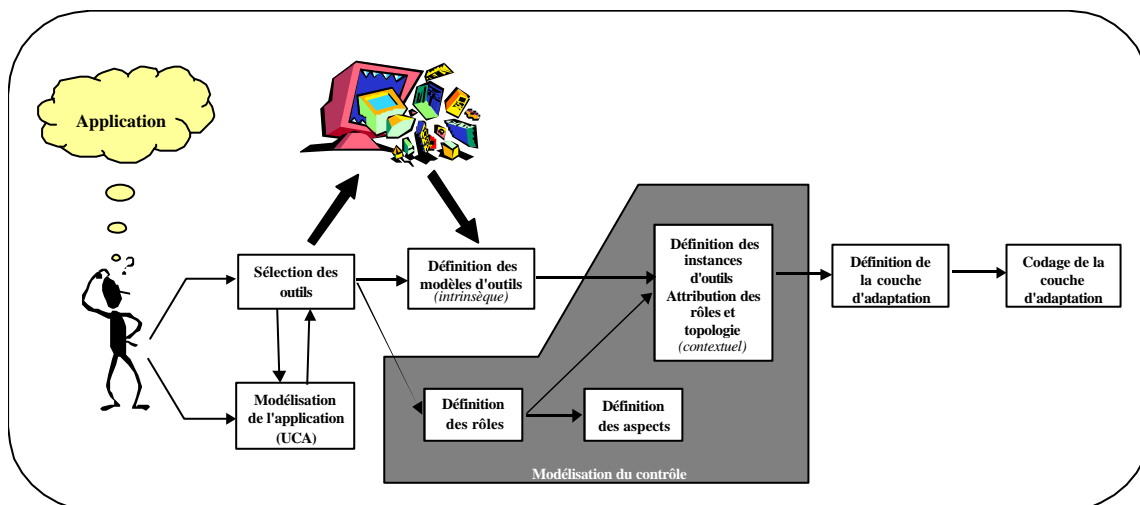 Application
?
?
Sélection des
outils
Définition des
modèles d'outils
(intrinsèque)
Définition des
instances
d'outils
Attribution des
rôles et
topologie
(contextuel)
Définition de
la couche
d'adaptation
Codage de la
couche
d'adaptation
Modélisation
de l'application
(UCA)
Définition
des rôles
Définition
des aspects
Modélisation du contrôle